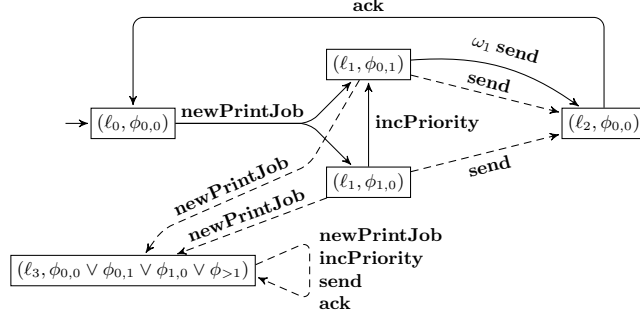 ack
ω₁ send
(ℓ₁, ϕ₀,₁)
send
(ℓ₀, ϕ₀,₀)
newPrintJob
incPriority
(ℓ₂, ϕ₀,₀)
newPrintJob
(ℓ₁, ϕ₁,₀)
send
newPrintJob
(ℓ₃, ϕ₀,₀ ∨ ϕ₀,₁ ∨ ϕ₁,₀ ∨ ϕ>₁)
newPrintJob
incPriority
send
ack